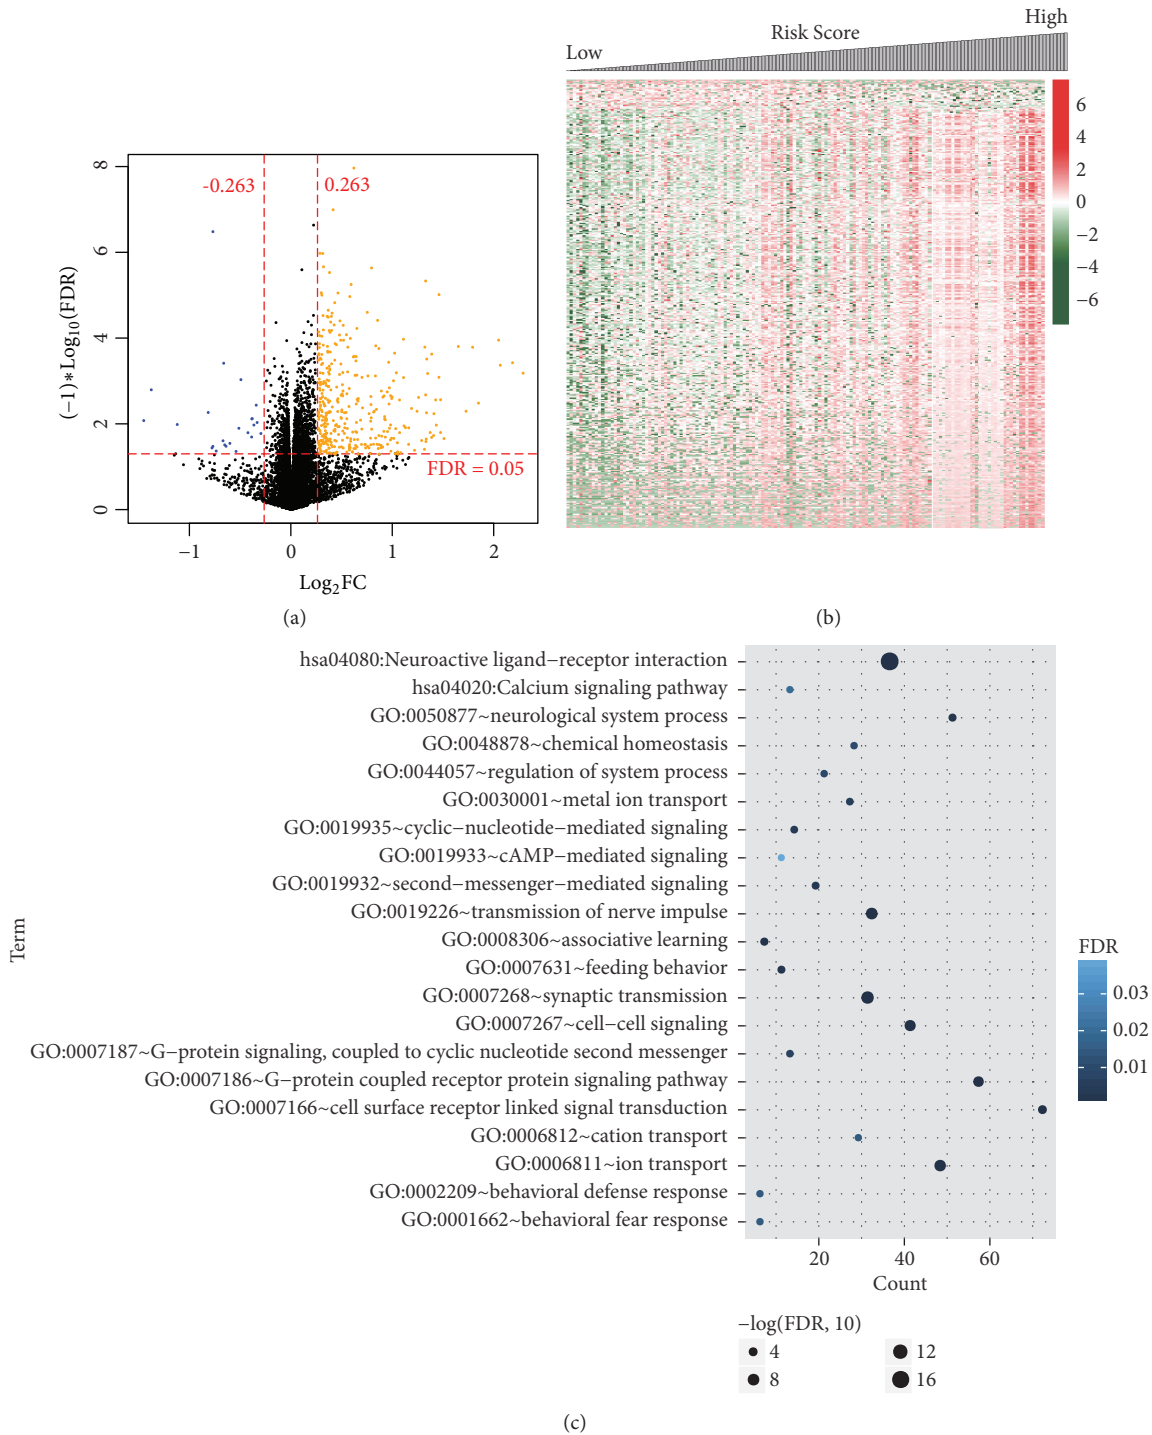 High
Risk Score
Low
8
6
4
2
0
(−1)∗Log10(FDR)
-0.263
0.263
FDR = 0.05
−1
0
1
2
Log2FC
(a)
6
4
2
0
−2
−4
−6
(b)
Term
hsa04080:Neuroactive ligand−receptor interaction
hsa04020:Calcium signaling pathway
GO:0050877~neurological system process
GO:0048878~chemical homeostasis
GO:0044057~regulation of system process
GO:0030001~metal ion transport
GO:0019935~cyclic−nucleotide−mediated signaling
GO:0019933~cAMP−mediated signaling
GO:0019932~second−messenger−mediated signaling
GO:0019226~transmission of nerve impulse
GO:0008306~associative learning
GO:0007631~feeding behavior
GO:0007268~synaptic transmission
GO:0007267~cell−cell signaling
GO:0007187~G−protein signaling, coupled to cyclic nucleotide second messenger
GO:0007186~G−protein coupled receptor protein signaling pathway
GO:0007166~cell surface receptor linked signal transduction
GO:0006812~cation transport
GO:0006811~ion transport
GO:0002209~behavioral defense response
GO:0001662~behavioral fear response
20
40
60
Count
FDR
0.03
0.02
0.01
−log(FDR, 10)
4
12
8
16
(c)